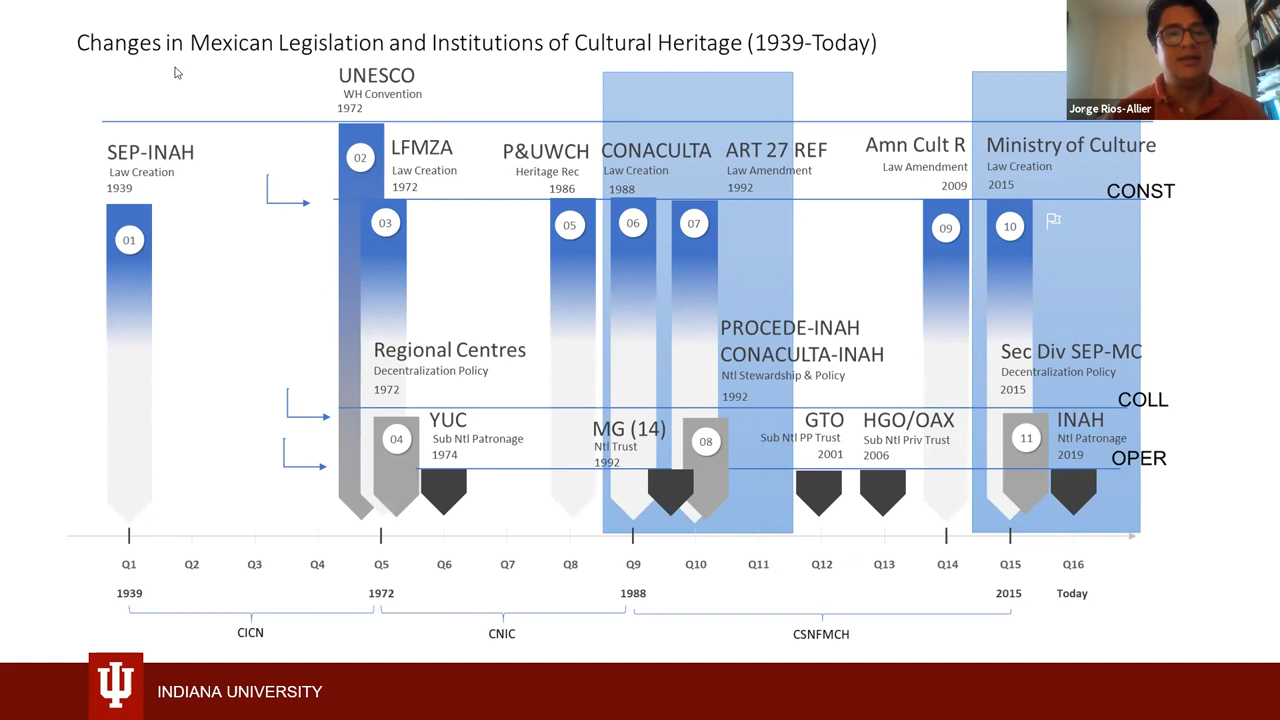 Changes in Mexican Legislation and Institutions of Cultural Heritage (1939-Today)
Jorge Rios-Allier
UNESCO
WH Convention
1972
SEP-INAH
Law Creation
1939
LFMZA
Law Creation
1972
P&UWCH
Heritage Rec
1986
CONACULTA
Law Creation
1988
ART 27 REF
Law Amendment
1992
Amn Cult R
Law Amendment
2009
Ministry of Culture
Law Creation
2015
CONST
01
02
03
05
06
07
09
10
Regional Centres
Decentralization Policy
1972
PROCEDE-INAH
CONACULTA-INAH
Ntl Stewardship & Policy
1992
Sec Div SEP-MC
Decentralization Policy
2015
COLL
04
YUC
Sub Ntl Patronage
1974
MG (14)
Ntl Trust
1992
08
GTO
Sub Ntl PP Trust
2001
HGO/OAX
Sub Ntl Priv Trust
2006
11
INAH
Ntl Patronage
2019
OPER
Q1 Q2 Q3 Q4 Q5 Q6 Q7 Q8 Q9 Q10 Q11 Q12 Q13 Q14 Q15 Q16
1939 1972 1988 2015 Today
CICN CNIC CSNFMCH
INDIANA UNIVERSITY